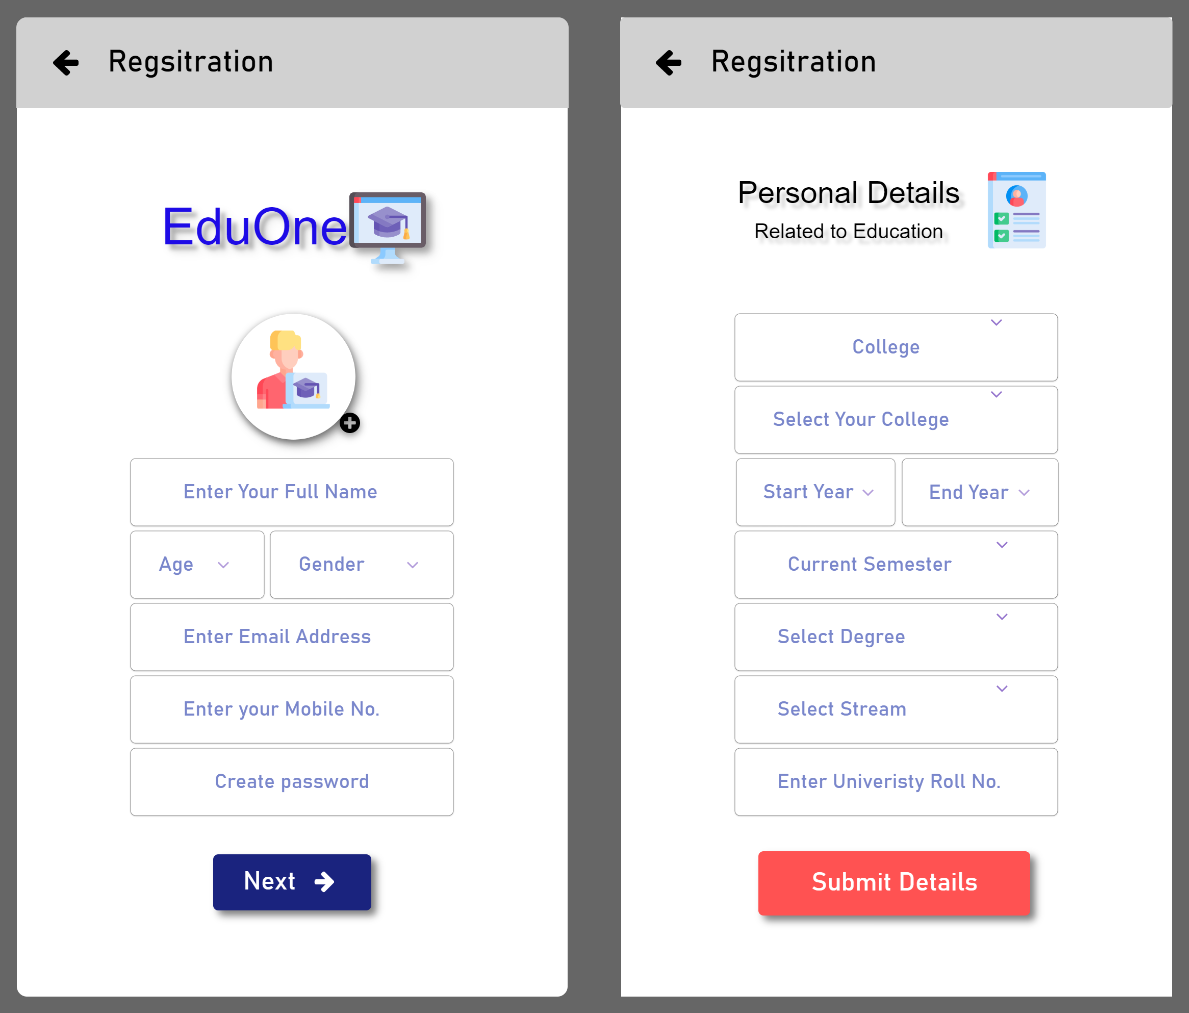 Regsitration
EduOne
Enter Your Full Name
Age
Gender
Enter Email Address
Enter your Mobile No.
Create password
Next
Regsitration
Personal Details
Related to Education
College
Select Your College
Start Year
End Year
Current Semester
Select Degree
Select Stream
Enter Univeristy Roll No.
Submit Details